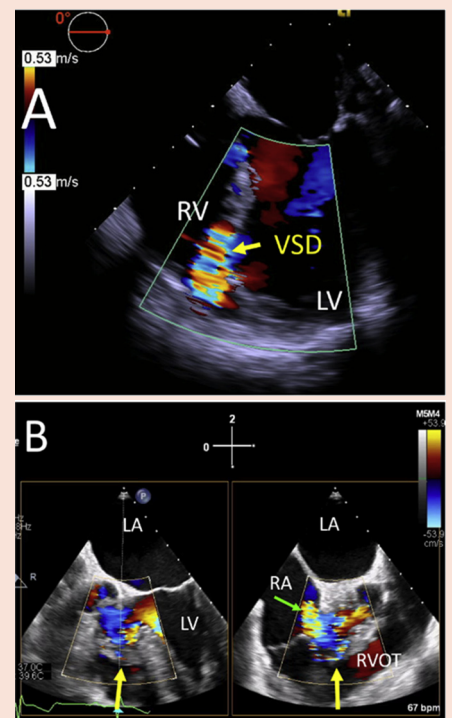 0°
0.53 m/s
A
0.53 m/s
RV
VSD
LV
B
2
0
M5M4
+53.9
-53.9
cm/s
P
LA
LA
R
RA
LV
RVOT
37.0C
39.6C
67 bpm